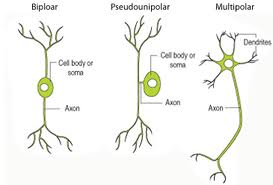 Biploar
Pseudounipolar
Multipolar
Dendrites
Cell body or
soma
Cell body or
soma
Axon
Axon
Axon